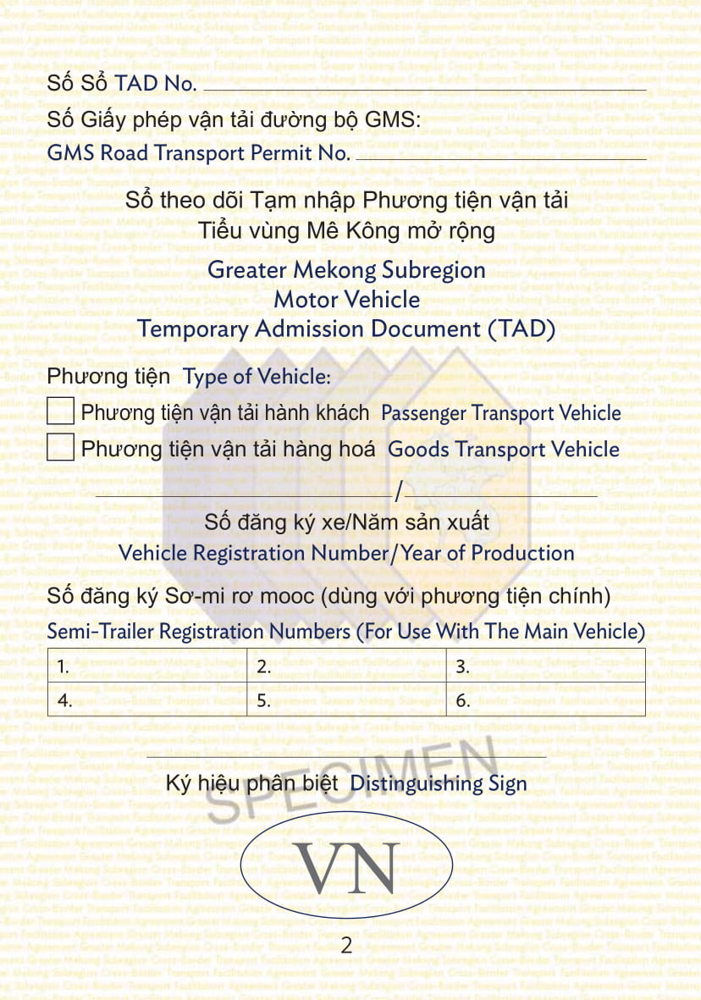 Số Sổ TAD No.
Số Giấy phép vận tải đường bộ GMS:
GMS Road Transport Permit No.
Sổ theo dõi Tạm nhập Phương tiện vận tải
Tiểu vùng Mê Kông mở rộng
Greater Mekong Subregion
Motor Vehicle
Temporary Admission Document (TAD)
Phương tiện Type of Vehicle:
Phương tiện vận tải hành khách Passenger Transport Vehicle
Phương tiện vận tải hàng hoá Goods Transport Vehicle
/
Số đăng ký xe/Năm sản xuất
Vehicle Registration Number/Year of Production
Số đăng ký Sơ-mi rơ mooc (dùng với phương tiện chính)
Semi-Trailer Registration Numbers (For Use With The Main Vehicle)
1. 2. 3.
4. 5. 6.
SPECIMEN
Ký hiệu phân biệt Distinguishing Sign
VN
2